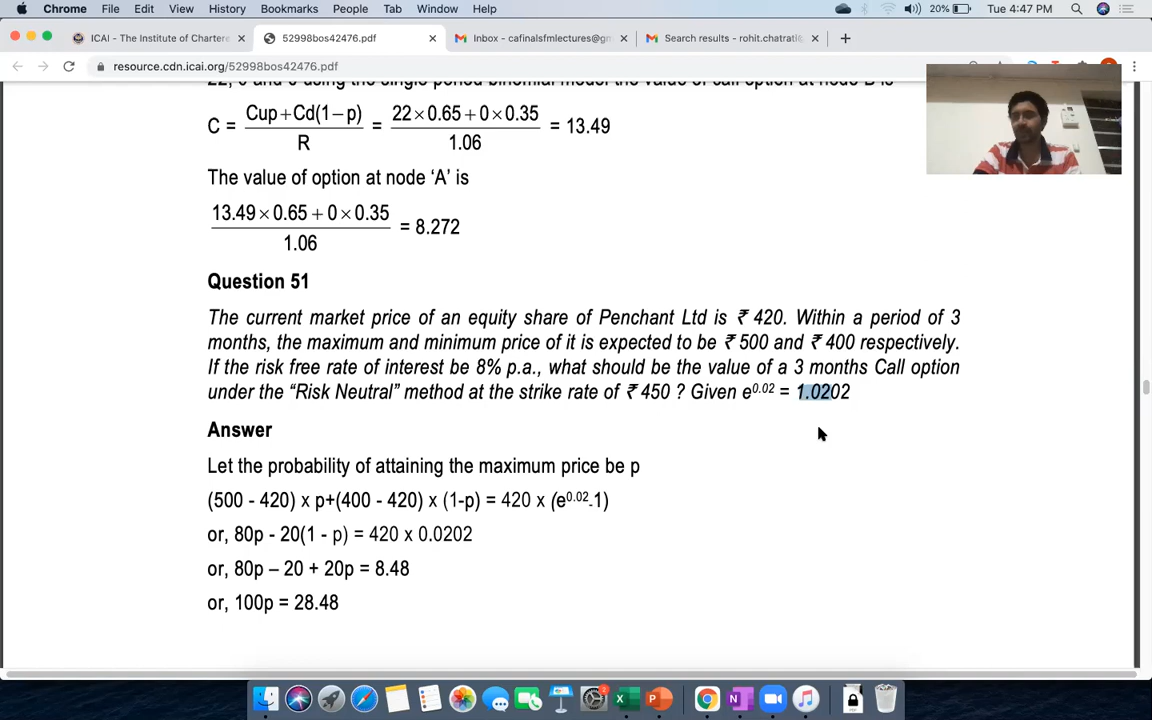 Chrome File Edit View History Bookmarks People Tab Window Help 20% Tue 4:47 PM
ICAI - The Institute of Charter 52998bos42476.pdf Inbox - cafinalsfmlectures@gm Search results - rohit.chratrati@
resource.cdn.icai.org/52998bos42476.pdf
C = Cup+Cd(1−p) / R = 22×0.65+0×0.35 / 1.06 = 13.49
The value of option at node ‘A’ is
13.49×0.65+0×0.35 / 1.06 = 8.272
Question 51
The current market price of an equity share of Penchant Ltd is ₹ 420. Within a period of 3
months, the maximum and minimum price of it is expected to be ₹ 500 and ₹ 400 respectively.
If the risk free rate of interest be 8% p.a., what should be the value of a 3 months Call option
under the “Risk Neutral” method at the strike rate of ₹ 450 ? Given e0.02 = 1.0202
Answer
Let the probability of attaining the maximum price be p
(500 - 420) x p+(400 - 420) x (1-p) = 420 x (e0.02-1)
or, 80p - 20(1 - p) = 420 x 0.0202
or, 80p – 20 + 20p = 8.48
or, 100p = 28.48